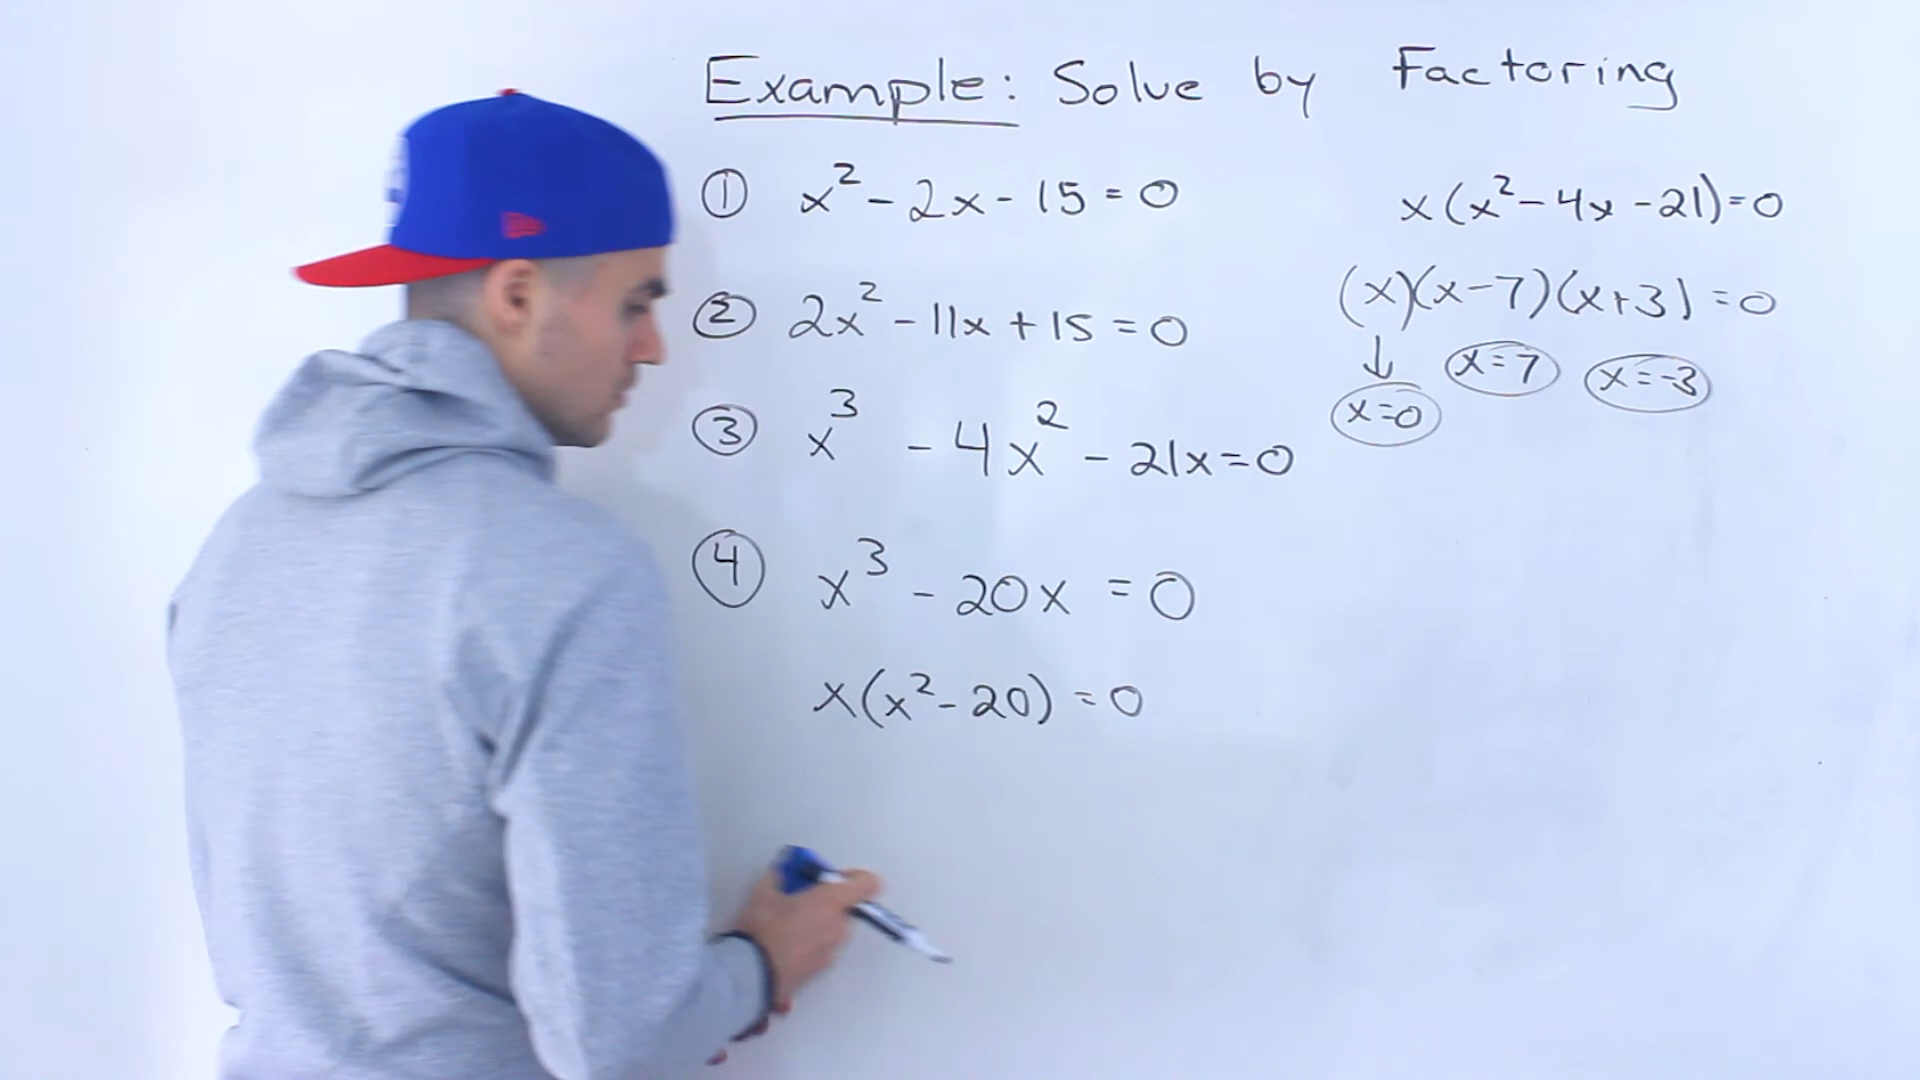 Example: Solve by Factoring
① x² - 2x - 15 = 0
② 2x² - 11x + 15 = 0
③ x³ - 4x² - 21x = 0
④ x³ - 20x = 0
x(x² - 20) = 0
x(x² - 4x - 21) = 0
(x)(x - 7)(x + 3) = 0
↓
x = 0 x = 7 x = -3